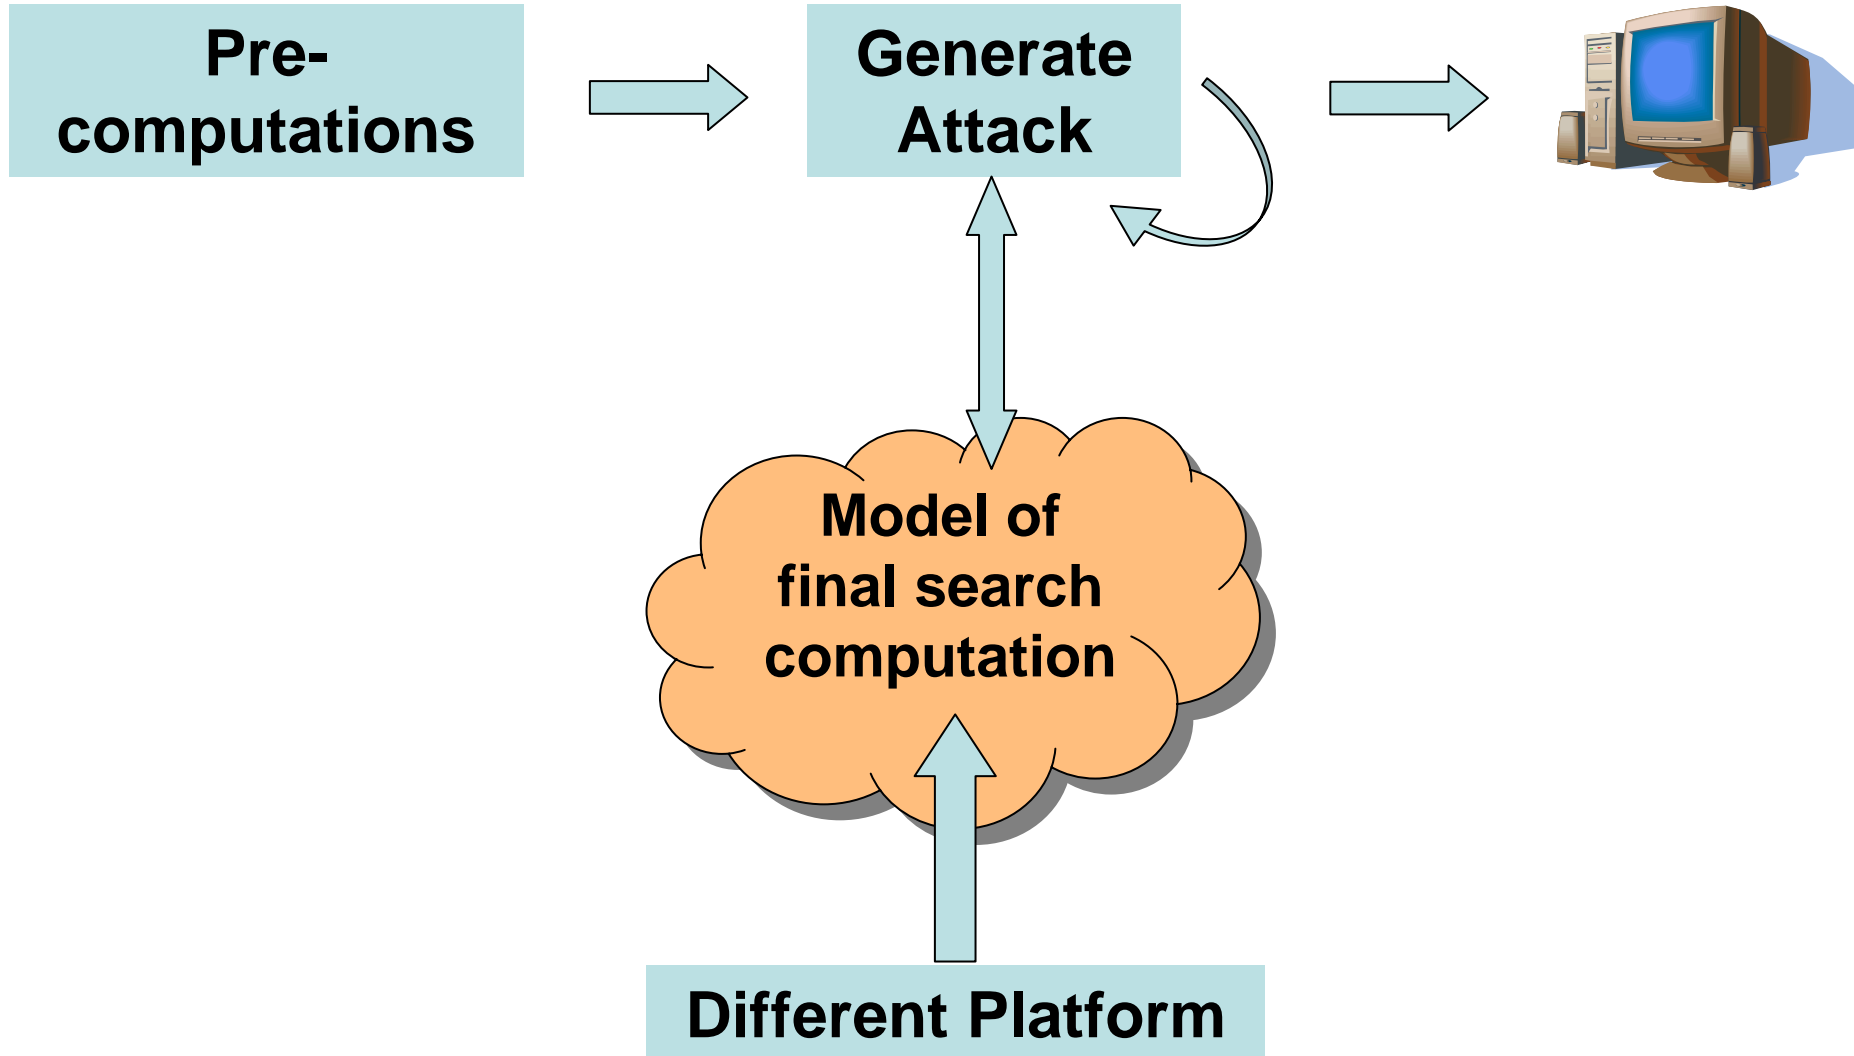 Pre-
computations
Generate
Attack
Model of
final search
computation
Different Platform